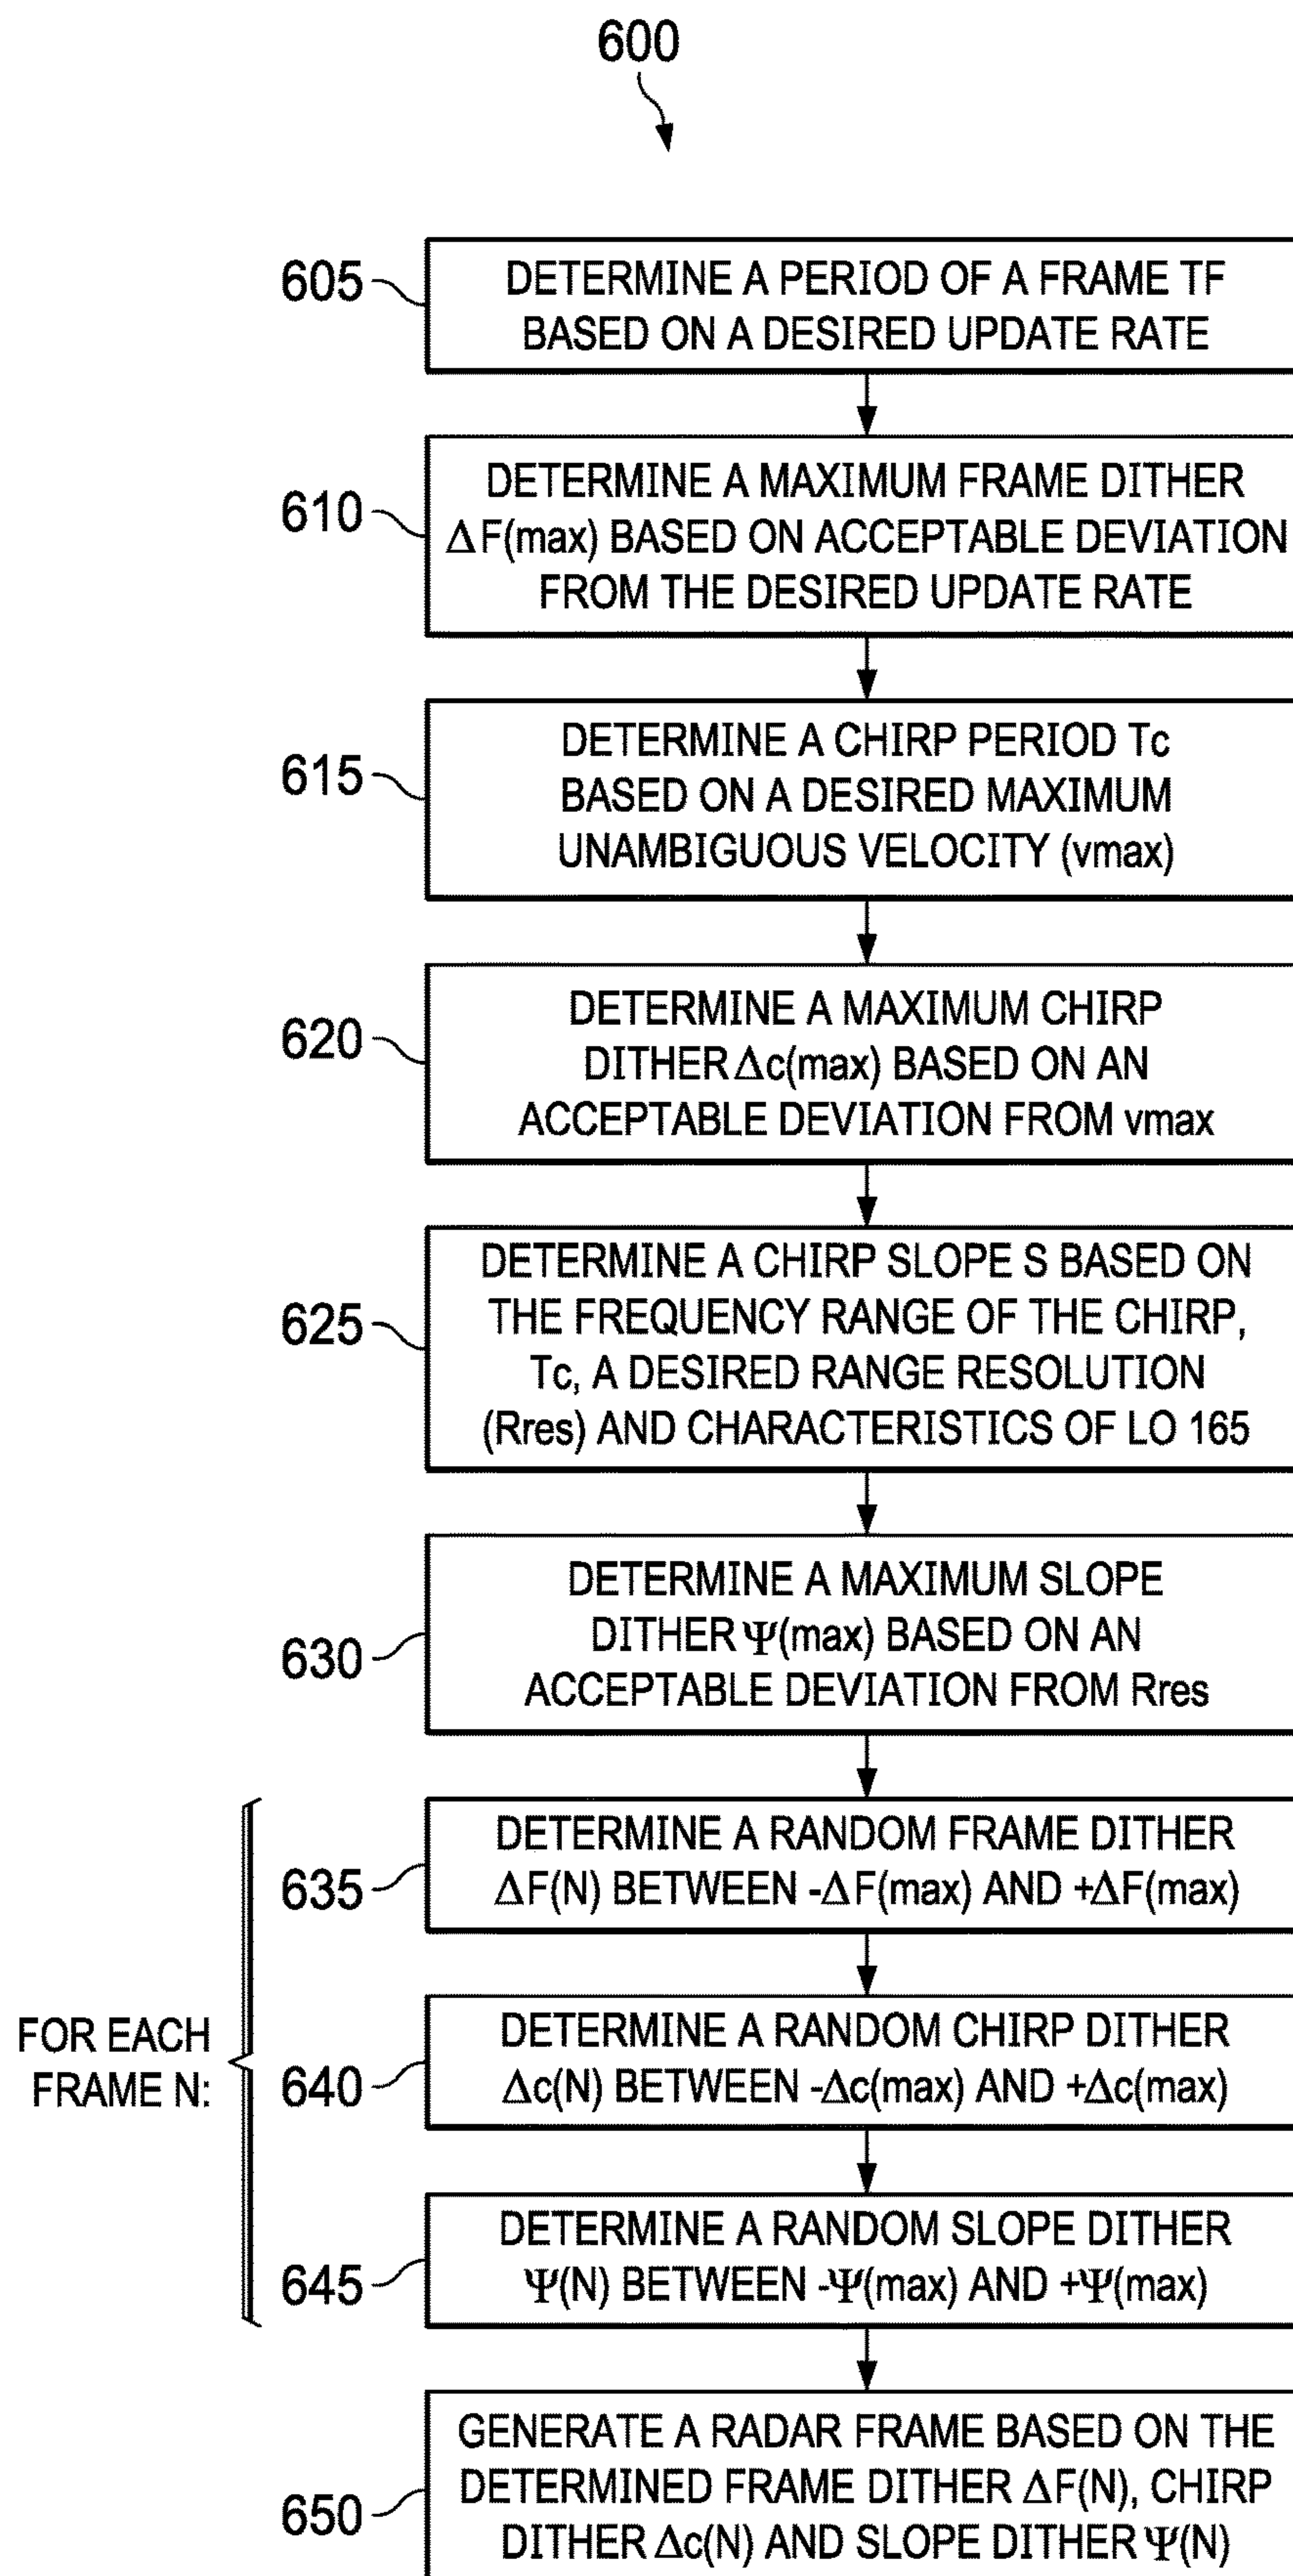 600
605
DETERMINE A PERIOD OF A FRAME TF
BASED ON A DESIRED UPDATE RATE
610
DETERMINE A MAXIMUM FRAME DITHER
ΔF(max) BASED ON ACCEPTABLE DEVIATION
FROM THE DESIRED UPDATE RATE
615
DETERMINE A CHIRP PERIOD Tc
BASED ON A DESIRED MAXIMUM
UNAMBIGUOUS VELOCITY (vmax)
620
DETERMINE A MAXIMUM CHIRP
DITHER Δc(max) BASED ON AN
ACCEPTABLE DEVIATION FROM vmax
625
DETERMINE A CHIRP SLOPE S BASED ON
THE FREQUENCY RANGE OF THE CHIRP,
Tc, A DESIRED RANGE RESOLUTION
(Rres) AND CHARACTERISTICS OF LO 165
630
DETERMINE A MAXIMUM SLOPE
DITHER Ψ(max) BASED ON AN
ACCEPTABLE DEVIATION FROM Rres
FOR EACH
FRAME N:
635
DETERMINE A RANDOM FRAME DITHER
ΔF(N) BETWEEN -ΔF(max) AND +ΔF(max)
640
DETERMINE A RANDOM CHIRP DITHER
Δc(N) BETWEEN -Δc(max) AND +Δc(max)
645
DETERMINE A RANDOM SLOPE DITHER
Ψ(N) BETWEEN -Ψ(max) AND +Ψ(max)
650
GENERATE A RADAR FRAME BASED ON THE
DETERMINED FRAME DITHER ΔF(N), CHIRP
DITHER Δc(N) AND SLOPE DITHER Ψ(N)